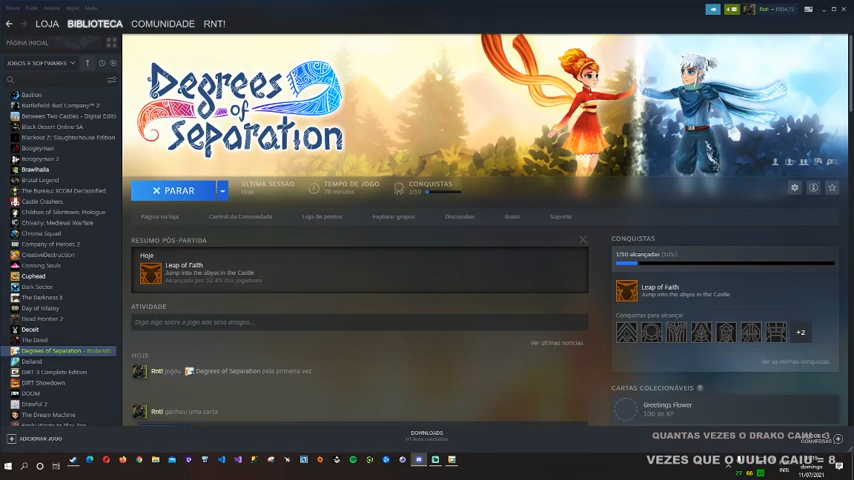 Steam
LOJA BIBLIOTECA COMUNIDADE RNT!
PÁGINA INICIAL
JOGOS E SOFTWARES
Bastion
Battlefield: Bad Company™ 2
Between Two Castles - Digital Editi
Black Desert Online SA
Blackout Z: Slaughterhouse Edition
Boogeyman
Boogeyman 2
Brawlhalla
Brutal Legend
The Bureau: XCOM Declassified
Castle Crashers
Children of Silentown: Prologue
Chivalry: Medieval Warfare
Chroma Squad
Company of Heroes 2
CreativeDestruction
Crossing Souls
Cuphead
Dark Sector
The Darkness II
Day of Infamy
Dead Frontier 2
Deceit
The Deed
Degrees of Separation - Rodando
Deiland
DiRT 3 Complete Edition
DiRT Showdown
DOOM
Drawful 2
The Dream Machine
ADICIONAR JOGO
Degrees of Separation
PARAR
ÚLTIMA SESSÃO
Hoje
TEMPO DE JOGO
78 minutos
CONQUISTAS
1/10
Página na loja
Central da Comunidade
Loja de pontos
Explorar grupos
Discussões
Guias
Suporte
RESUMO PÓS-PARTIDA
Hoje
Leap of Faith
Jump into the abyss in the Castle
Alcançada por 32.4% dos jogadores
ATIVIDADE
Diga algo sobre o jogo aos seus amigos...
Ver últimas notícias
HOJE
Rnt! jogou Degrees of Separation pela primeira vez
Rnt! ganhou uma carta
CONQUISTAS
1/10 alcançadas (10%)
Leap of Faith
Jump into the abyss in the Castle
Conquistas para alcançar
+2
Ver as minhas conquistas
CARTAS COLECIONÁVEIS
Greetings Flower
100 de XP
DOWNLOADS
QUANTAS VEZES O DRAKO CAIU
VEZES QUE O JULIO CAIU = 8
domingo
11/07/2021